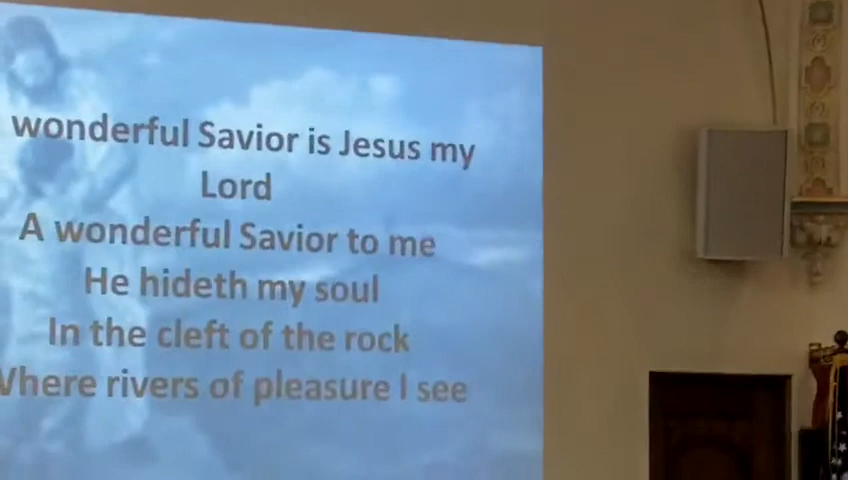 wonderful Savior is Jesus my
Lord
A wonderful Savior to me
He hideth my soul
In the cleft of the rock
Where rivers of pleasure I see